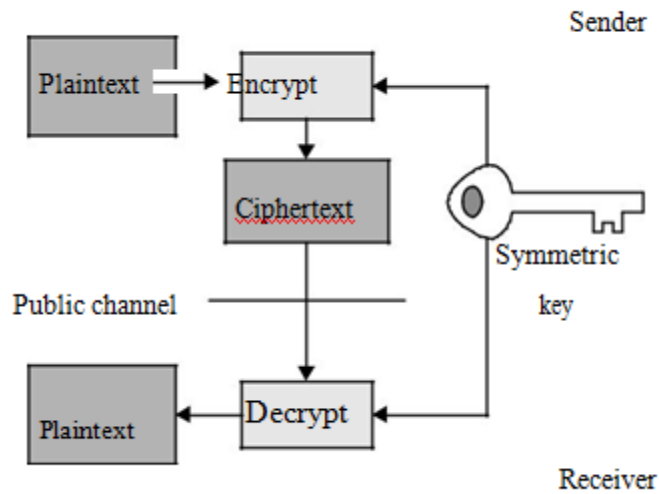 Sender
Plaintext
Encrypt
Ciphertext
Symmetric
key
Public channel
Decrypt
Plaintext
Receiver